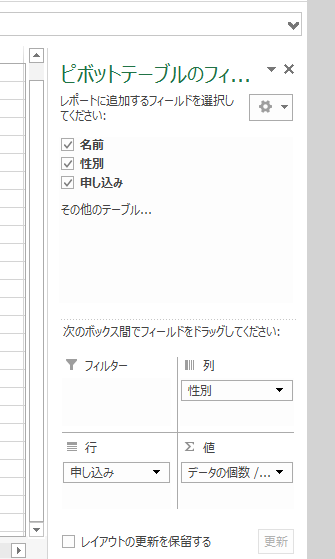 ピボットテーブルのフィ...
レポートに追加するフィールドを選択し
てください:
名前
性別
申し込み
その他のテーブル...
次のボックス間でフィールドをドラッグしてください:
フィルター
列
性別
行
Σ 値
申し込み
データの個数 /...
レイアウトの更新を保留する
更新